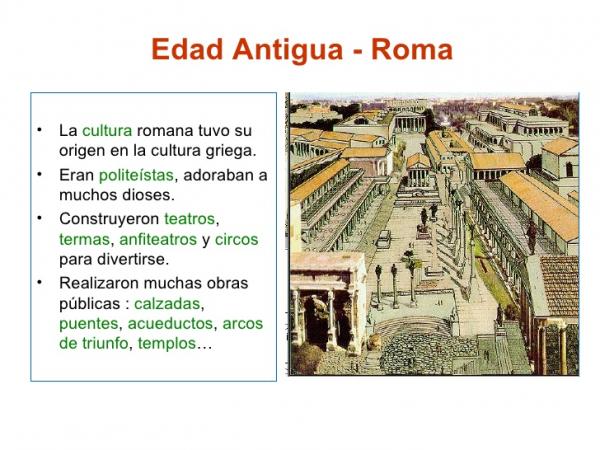 Edad Antigua - Roma
• La cultura romana tuvo su
origen en la cultura griega.
• Eran politeístas, adoraban a
muchos dioses.
• Construyeron teatros,
termas, anfiteatros y circos
para divertirse.
• Realizaron muchas obras
públicas : calzadas,
puentes, acueductos, arcos
de triunfo, templos…